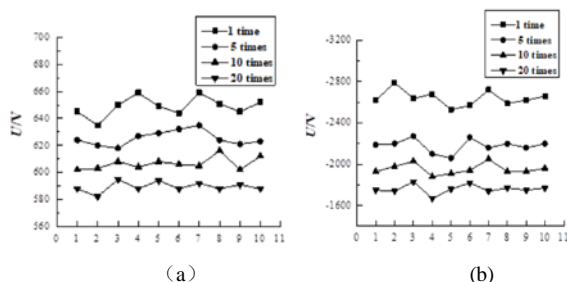 1 time
5 times
10 times
20 times
U/V
700
660
640
620
600
580
560
0 1 2 3 4 5 6 7 8 9 10 11
(a)
1 time
5 times
10 times
20 times
U/V
-3200
-2800
-2400
-2000
-1600
0 1 2 3 4 5 6 7 8 9 10 11
(b)